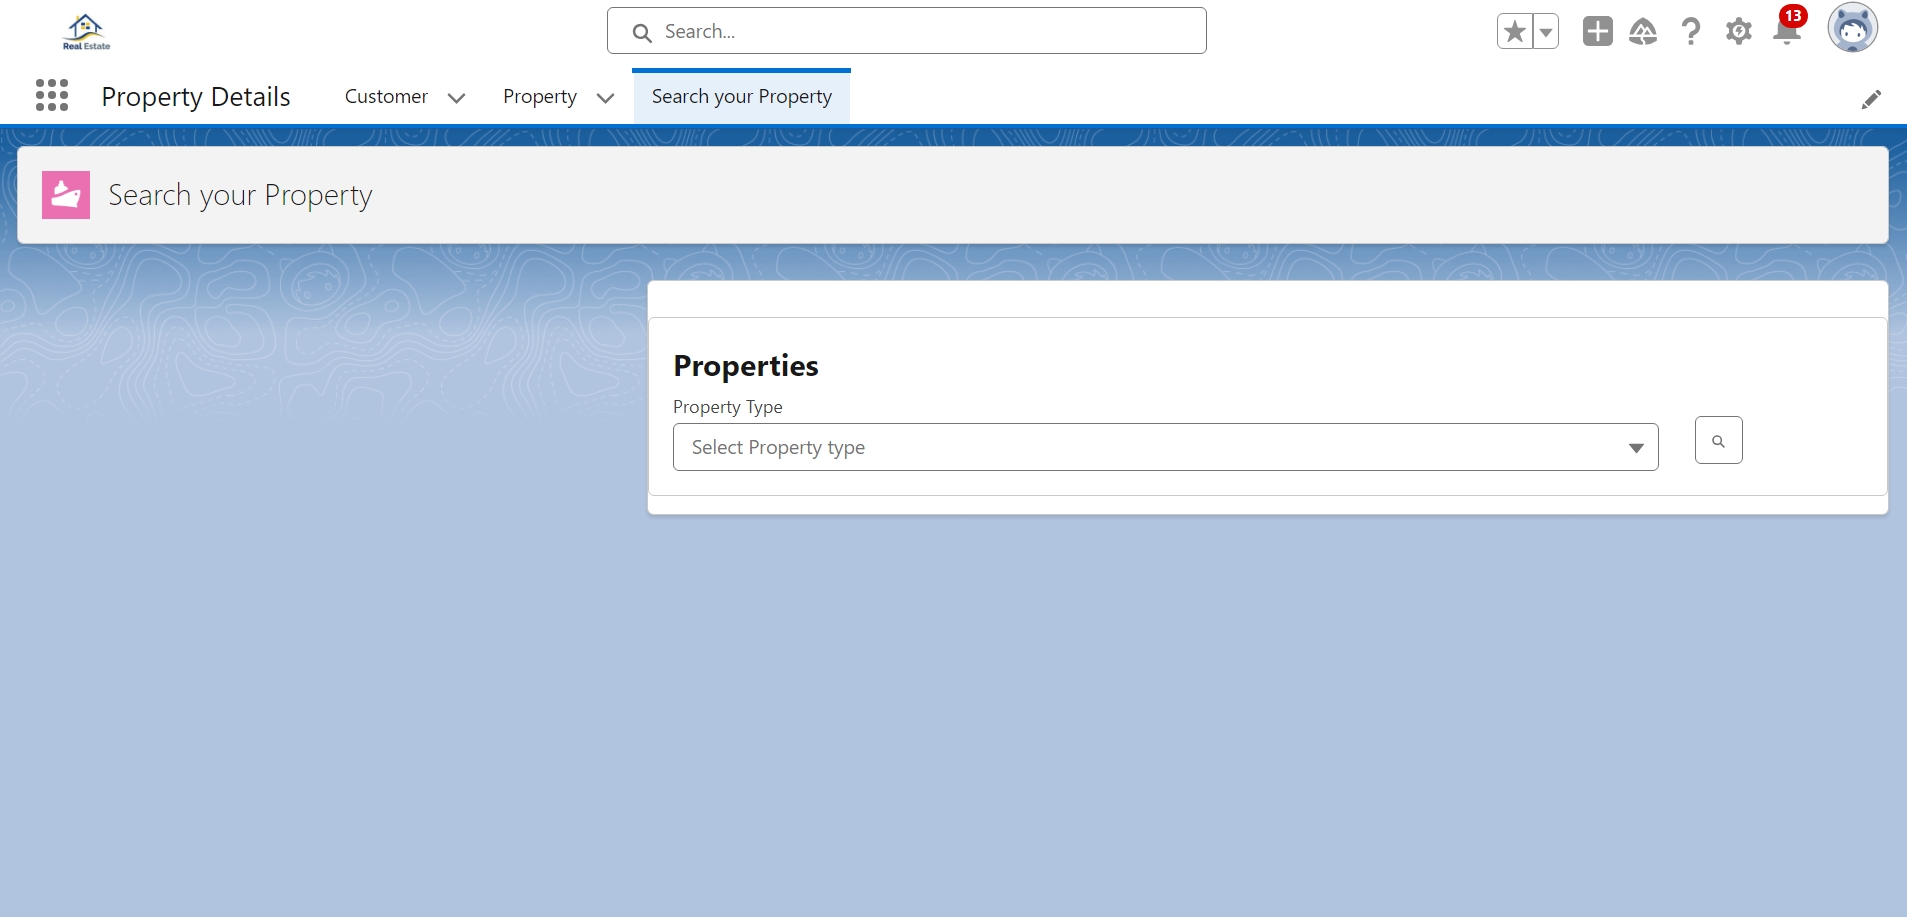 Real Estate
Search...
13
Property Details
Customer
Property
Search your Property
Search your Property
Properties
Property Type
Select Property type